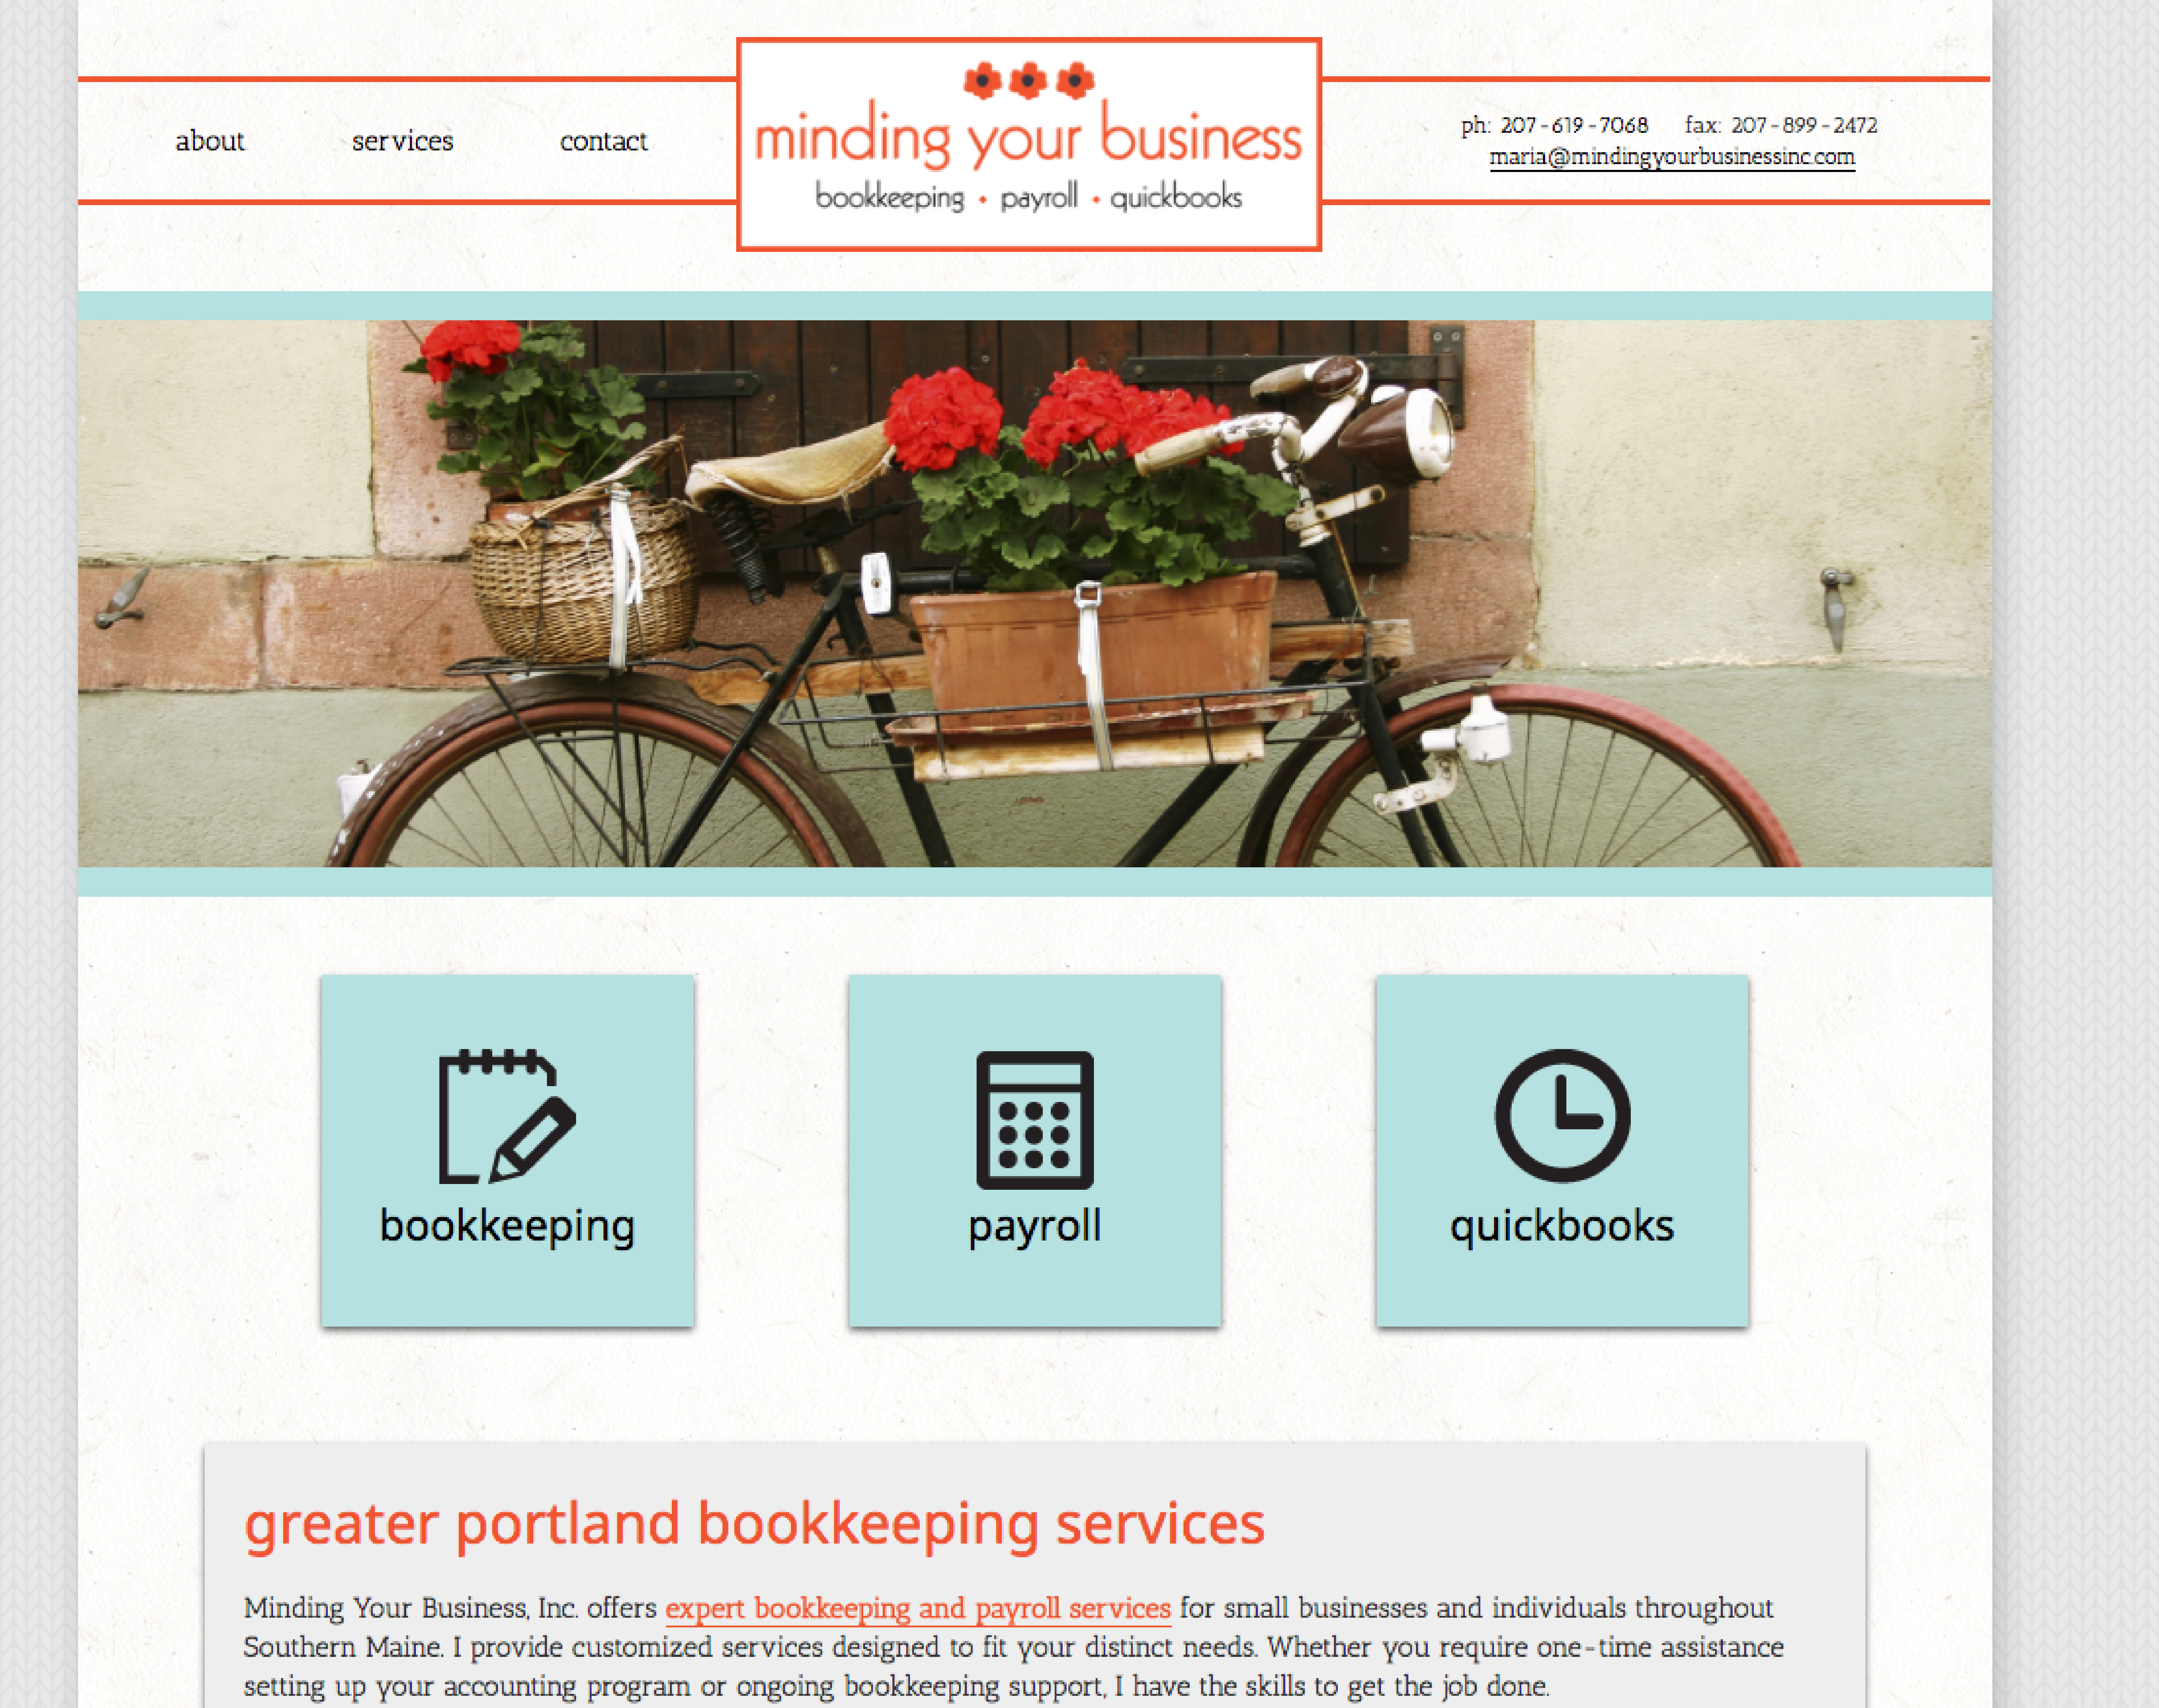 about services contact
minding your business
bookkeeping • payroll • quickbooks
ph: 207-619-7068 fax: 207-899-2472
maria@mindingyourbusinessinc.com
bookkeeping
payroll
quickbooks
greater portland bookkeeping services
Minding Your Business, Inc. offers expert bookkeeping and payroll services for small businesses and individuals throughout
Southern Maine. I provide customized services designed to fit your distinct needs. Whether you require one-time assistance
setting up your accounting program or ongoing bookkeeping support, I have the skills to get the job done.